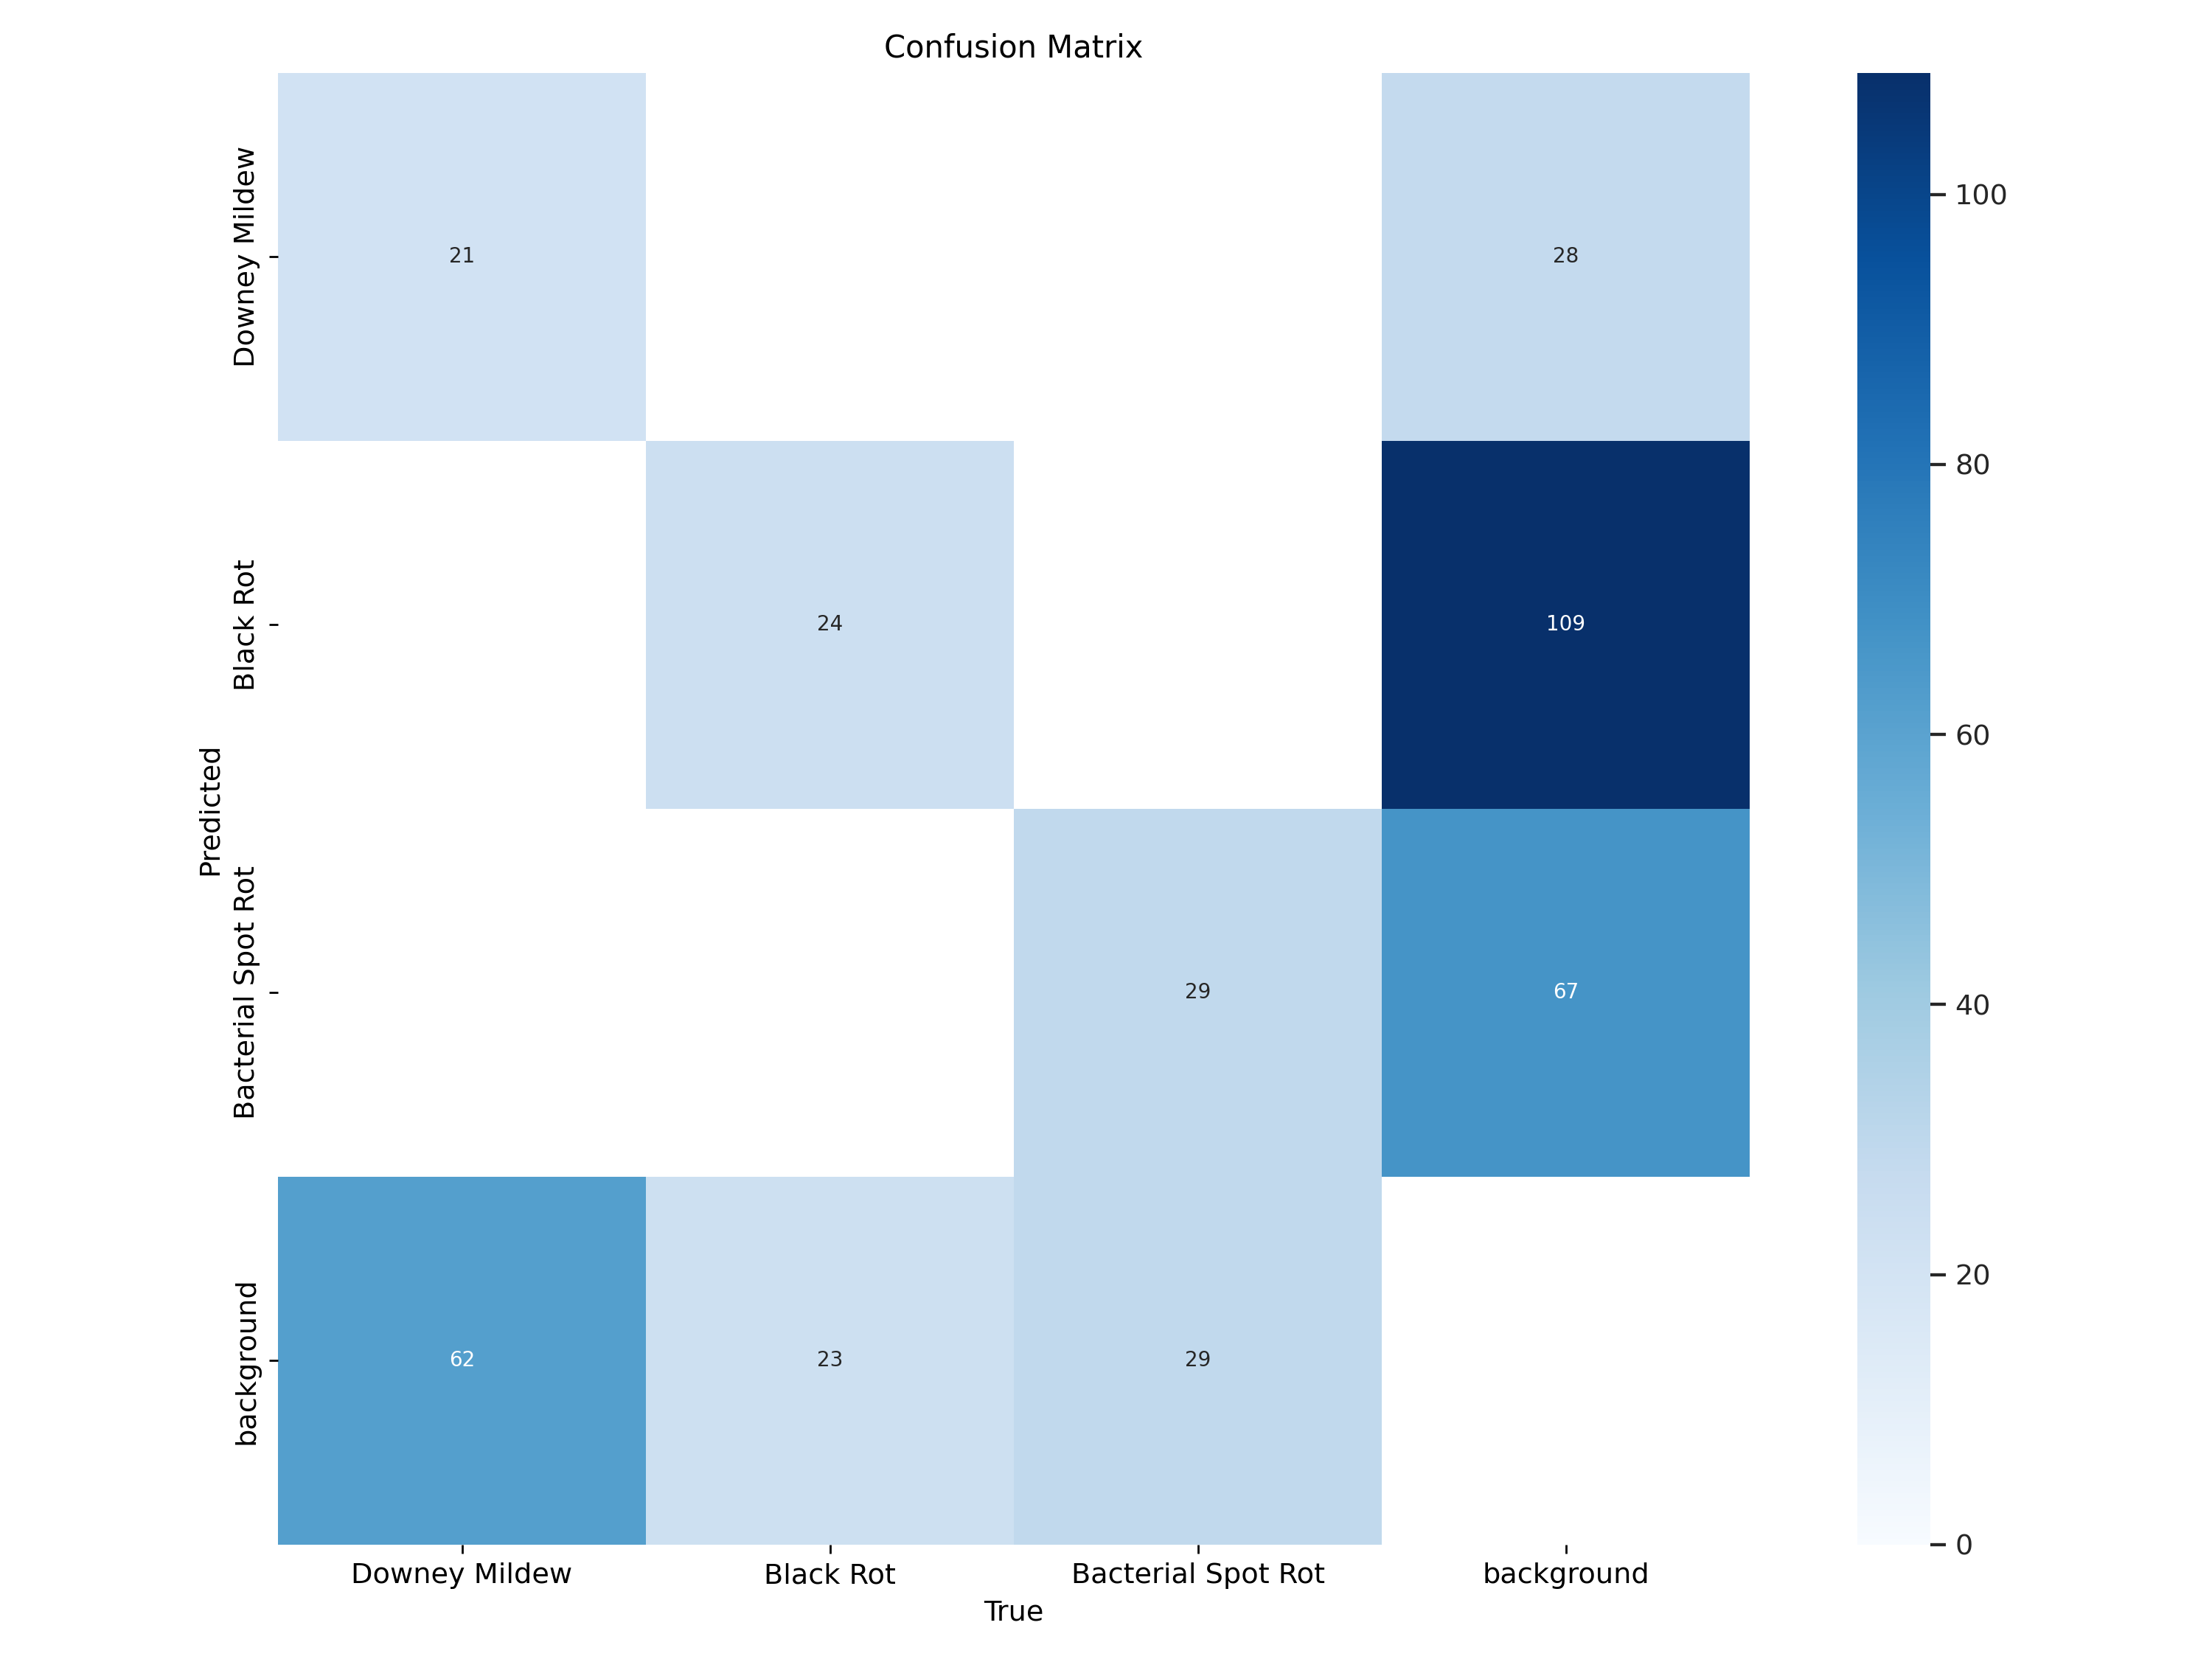 Confusion Matrix
Predicted
Downey Mildew
Black Rot
Bacterial Spot Rot
background
21
28
24
109
29
67
62
23
29
Downey Mildew
Black Rot
Bacterial Spot Rot
background
True
100
80
60
40
20
0